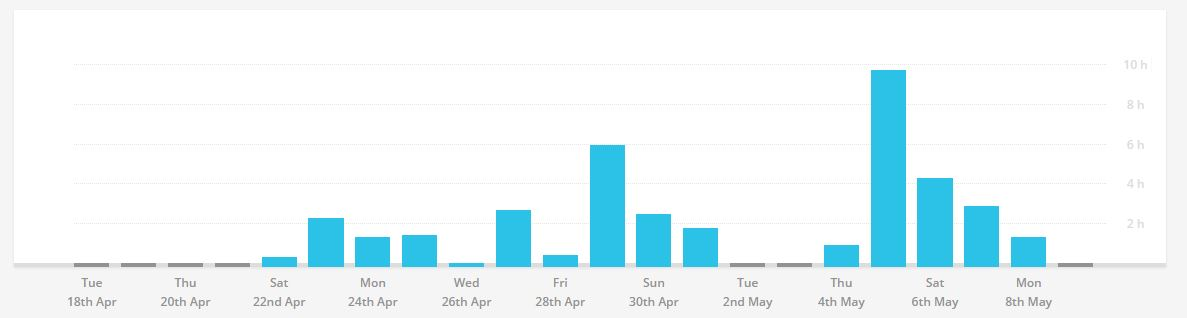 10 h
8 h
6 h
4 h
2 h
Tue Thu Sat Mon Wed Fri Sun Tue Thu Sat Mon
18th Apr 20th Apr 22nd Apr 24th Apr 26th Apr 28th Apr 30th Apr 2nd May 4th May 6th May 8th May